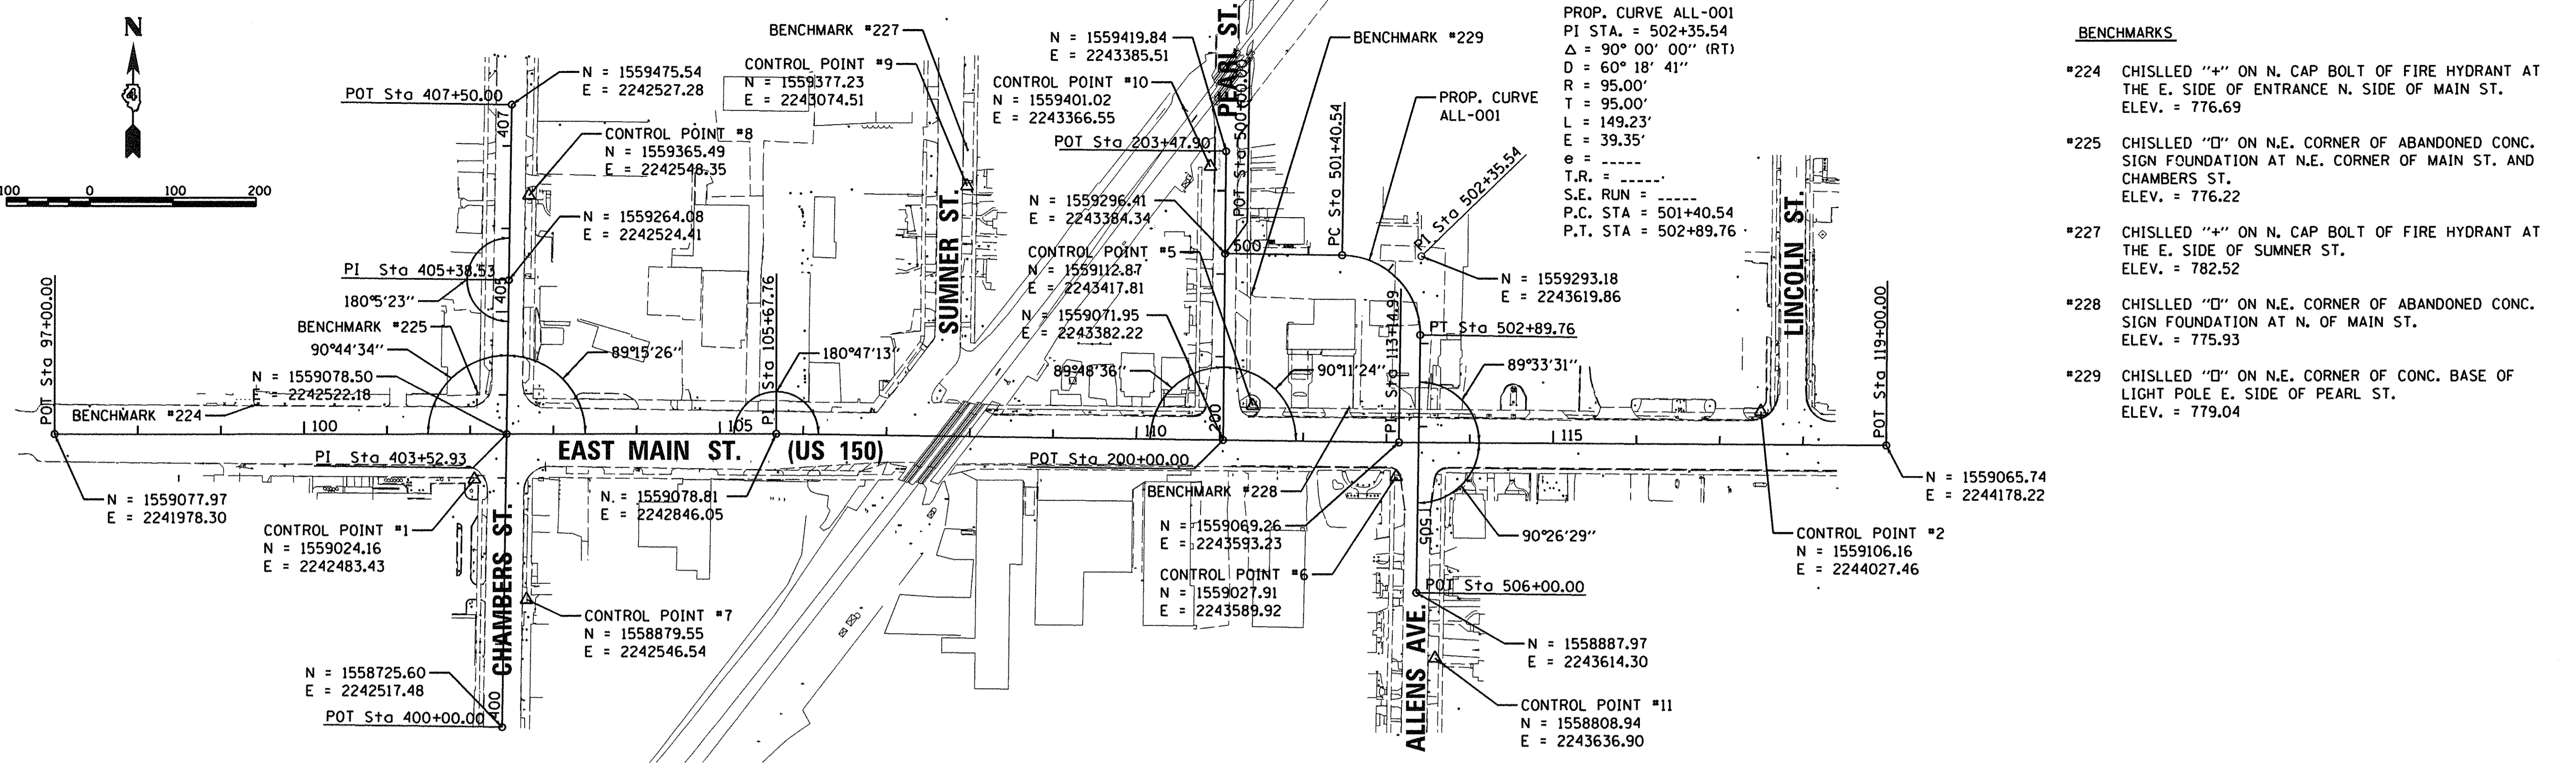 N
4
100 0 100 200
POT Sta 407+50.00
N = 1559475.54
E = 2242527.28
407
CONTROL POINT #8
N = 1559365.49
E = 2242548.35
N = 1559264.08
E = 2242524.41
PI Sta 405+38.53
405
180°5'23"
BENCHMARK #225
90°44'34"
89°15'26"
N = 1559078.50
E = 2242522.18
BENCHMARK #224
POT Sta 97+00.00
100
PI Sta 403+52.93
N = 1559077.97
E = 2241978.30
CONTROL POINT #1
N = 1559024.16
E = 2242483.43
CHAMBERS ST.
CONTROL POINT #7
N = 1558879.55
E = 2242546.54
N = 1558725.60
E = 2242517.48
400
POT Sta 400+00.00
BENCHMARK #227
CONTROL POINT #9
N = 1559377.23
E = 2243074.51
SUMNER ST.
PI Sta 105+67.76
180°47'13"
105
EAST MAIN ST. (US 150)
N. = 1559078.81
E = 2242846.05
N = 1559419.84
E = 2243385.51
CONTROL POINT #10
N = 1559401.02
E = 2243366.55
POT Sta 203+47.90
PEARL ST.
POT Sta 500+00.00
BENCHMARK #229
N = 1559296.41
E = 2243384.34
500
CONTROL POINT #5
N = 1559112.87
E = 2243417.81
N = 1559071.95
E = 2243382.22
89°48'36"
90°11'24"
200
110
POT Sta 200+00.00
PC Sta 501+40.54
PROP. CURVE
ALL-001
PI Sta 502+35.54
N = 1559293.18
E = 2243619.86
PT Sta 502+89.76
PI Sta 113+14.99
89°33'31"
115
BENCHMARK #228
N = 1559069.26
E = 2243593.23
CONTROL POINT #6
N = 1559027.91
E = 2243589.92
505
90°26'29"
POT Sta 506+00.00
ALLENS AVE.
N = 1558887.97
E = 2243614.30
CONTROL POINT #11
N = 1558808.94
E = 2243636.90
LINCOLN ST.
POT Sta 119+00.00
N = 1559065.74
E = 2244178.22
CONTROL POINT #2
N = 1559106.16
E = 2244027.46
PROP. CURVE ALL-001
PI STA. = 502+35.54
Δ = 90° 00' 00" (RT)
D = 60° 18' 41"
R = 95.00'
T = 95.00'
L = 149.23'
E = 39.35'
e = _____
T.R. = _____
S.E. RUN = _____
P.C. STA = 501+40.54
P.T. STA = 502+89.76
BENCHMARKS
#224 CHISLLED "+" ON N. CAP BOLT OF FIRE HYDRANT AT
THE E. SIDE OF ENTRANCE N. SIDE OF MAIN ST.
ELEV. = 776.69
#225 CHISLLED "□" ON N.E. CORNER OF ABANDONED CONC.
SIGN FOUNDATION AT N.E. CORNER OF MAIN ST. AND
CHAMBERS ST.
ELEV. = 776.22
#227 CHISLLED "+" ON N. CAP BOLT OF FIRE HYDRANT AT
THE E. SIDE OF SUMNER ST.
ELEV. = 782.52
#228 CHISLLED "□" ON N.E. CORNER OF ABANDONED CONC.
SIGN FOUNDATION AT N. OF MAIN ST.
ELEV. = 775.93
#229 CHISLLED "□" ON N.E. CORNER OF CONC. BASE OF
LIGHT POLE E. SIDE OF PEARL ST.
ELEV. = 779.04